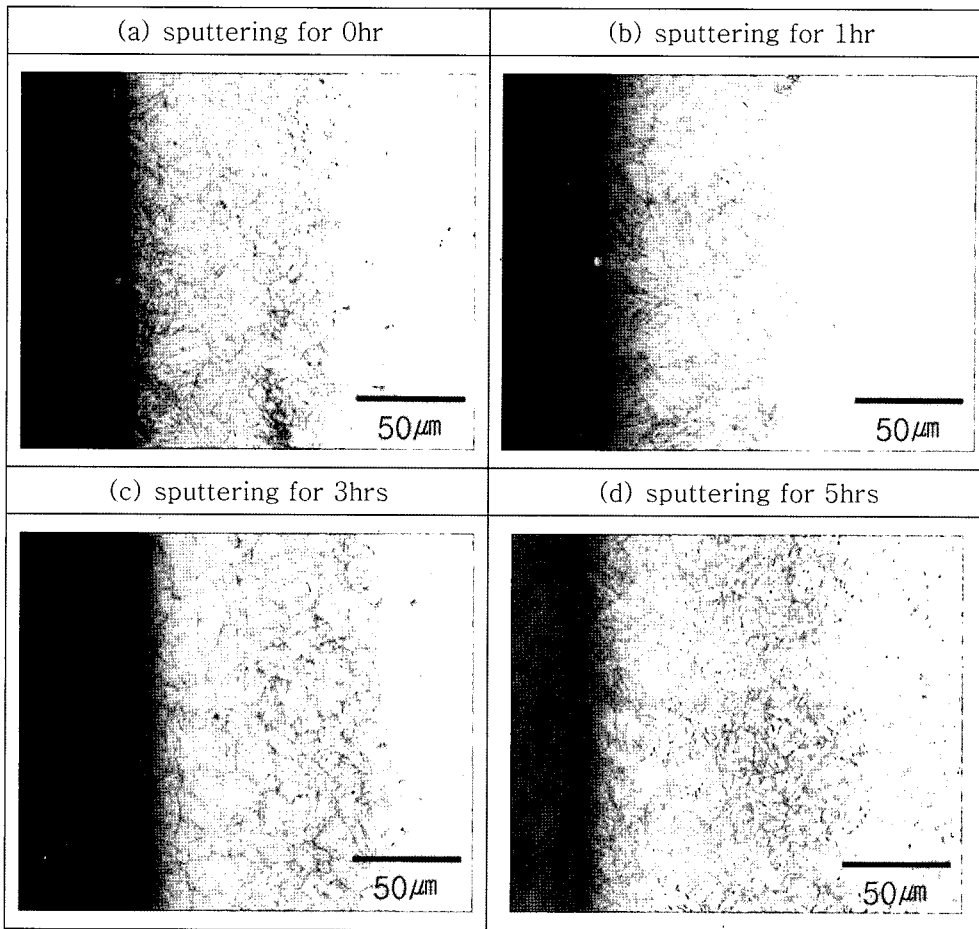 (a) sputtering for 0hr
(b) sputtering for 1hr
50㎛
50㎛
(c) sputtering for 3hrs
(d) sputtering for 5hrs
50㎛
50㎛